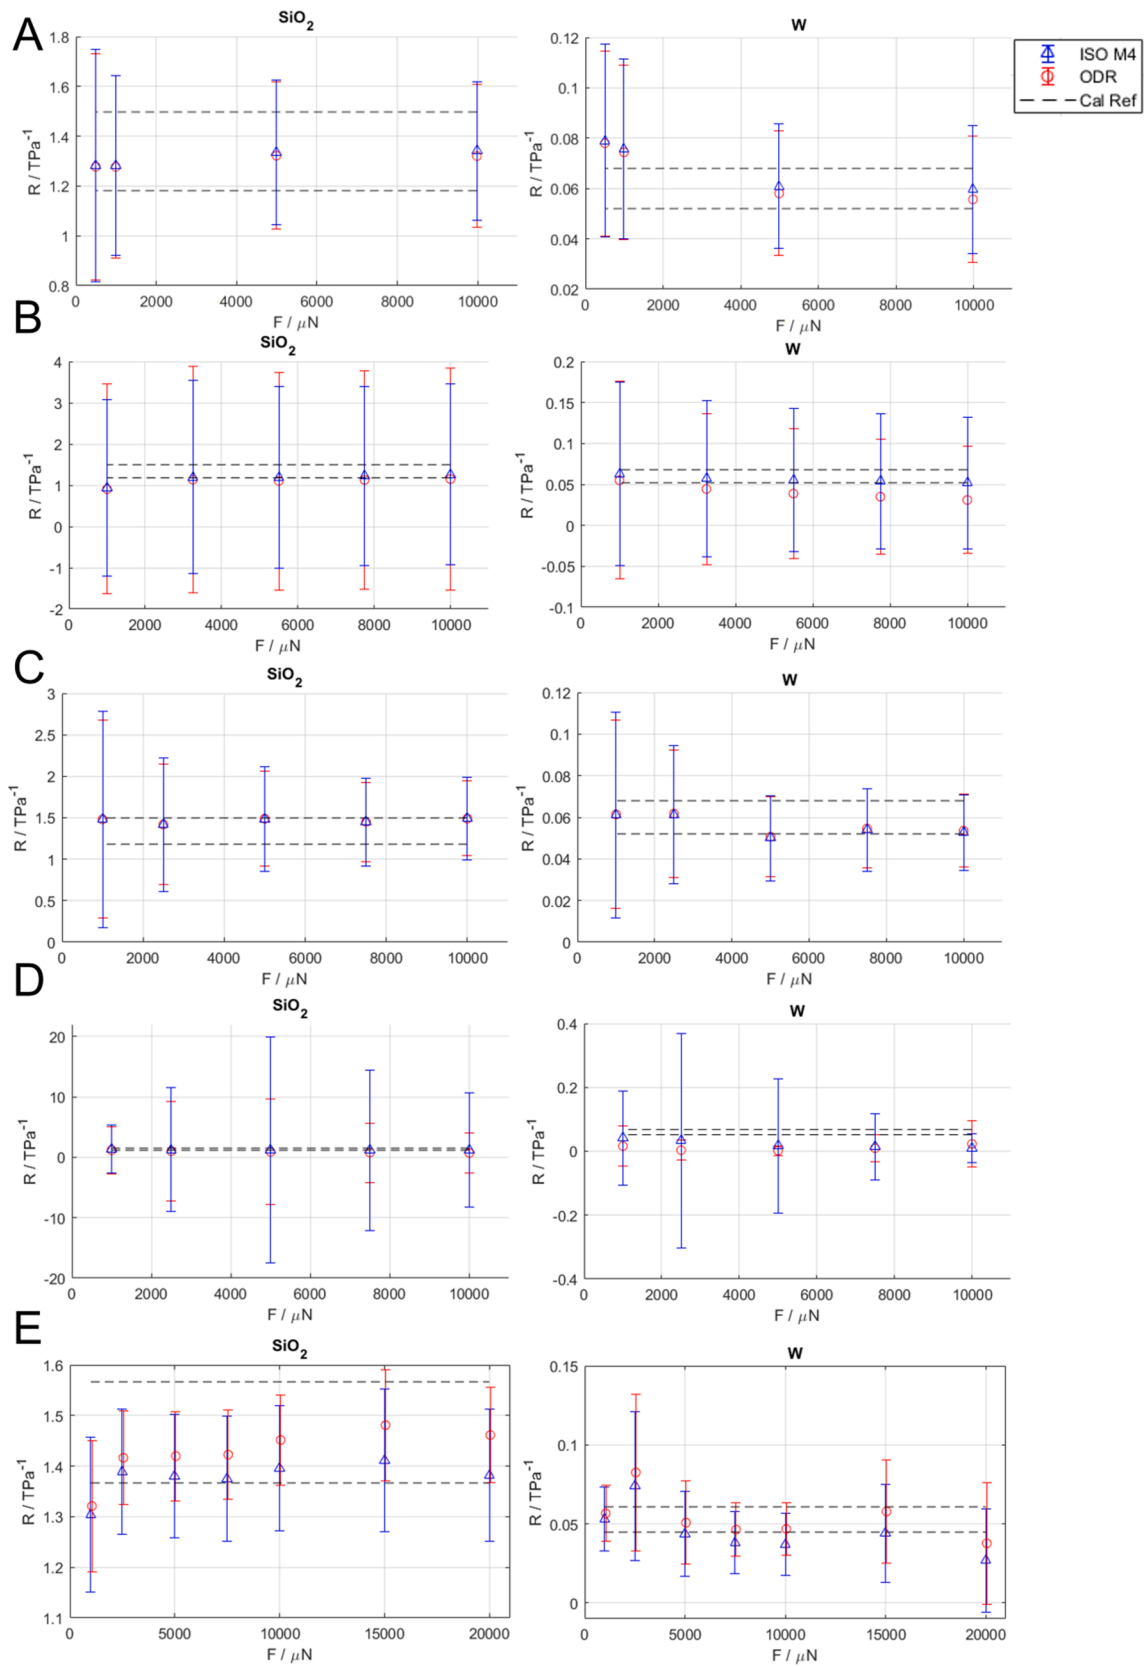 A
SiO2
W
1.8
1.6
1.4
1.2
1
0.8
R / TPa-1
0 2000 4000 6000 8000 10000
F / μN
0.12
0.1
0.08
0.06
0.04
0.02
R / TPa-1
0 2000 4000 6000 8000 10000
F / μN
ISO M4
ODR
Cal Ref
B
SiO2
W
4
3
2
1
0
-1
-2
R / TPa-1
0 2000 4000 6000 8000 10000
F / μN
0.2
0.15
0.1
0.05
0
-0.05
-0.1
R / TPa-1
0 2000 4000 6000 8000 10000
F / μN
C
SiO2
W
3
2.5
2
1.5
1
0.5
0
R / TPa-1
0 2000 4000 6000 8000 10000
F / μN
0.12
0.1
0.08
0.06
0.04
0.02
0
R / TPa-1
0 2000 4000 6000 8000 10000
F / μN
D
SiO2
W
20
10
0
-10
-20
R / TPa-1
0 2000 4000 6000 8000 10000
F / μN
0.4
0.2
0
-0.2
-0.4
R / TPa-1
0 2000 4000 6000 8000 10000
F / μN
E
SiO2
W
1.6
1.5
1.4
1.3
1.2
1.1
R / TPa-1
0 5000 10000 15000 20000
F / μN
0.15
0.1
0.05
0
R / TPa-1
0 5000 10000 15000 20000
F / μN